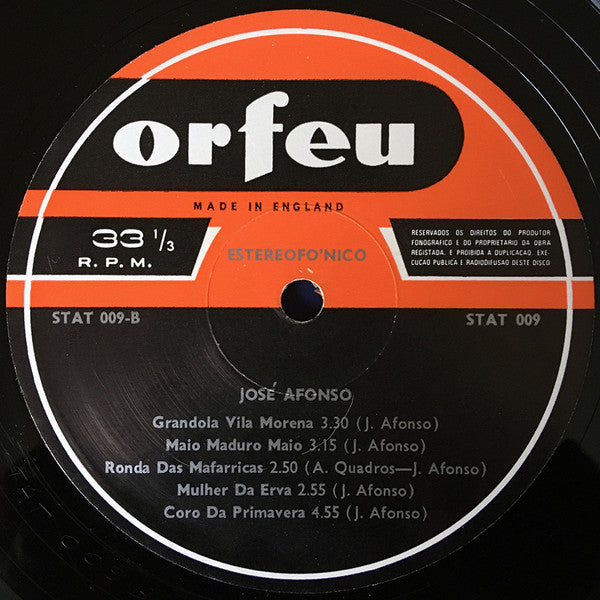 orfeu
MADE IN ENGLAND
33 1/3
R. P. M.
ESTEREOFO'NICO
RESERVADOS OS DIREITOS DO PRODUTOR
FONOGRAFICO E DO PROPRIETARIO DA OBRA
REGISTADA. E PROIBIDA A DUPLICACAO, EXE-
CUCAO PUBLICA E RADIODIFUSAO DESTE DISCO
STAT 009-B
STAT 009
JOSÉ AFONSO
Grandola Vila Morena 3.30 (J. Afonso)
Maio Maduro Maio 3.15 (J. Afonso)
Ronda Das Mafarricas 2.50 (A. Quadros—J. Afonso)
Mulher Da Erva 2.55 (J. Afonso)
Coro Da Primavera 4.55 (J. Afonso)